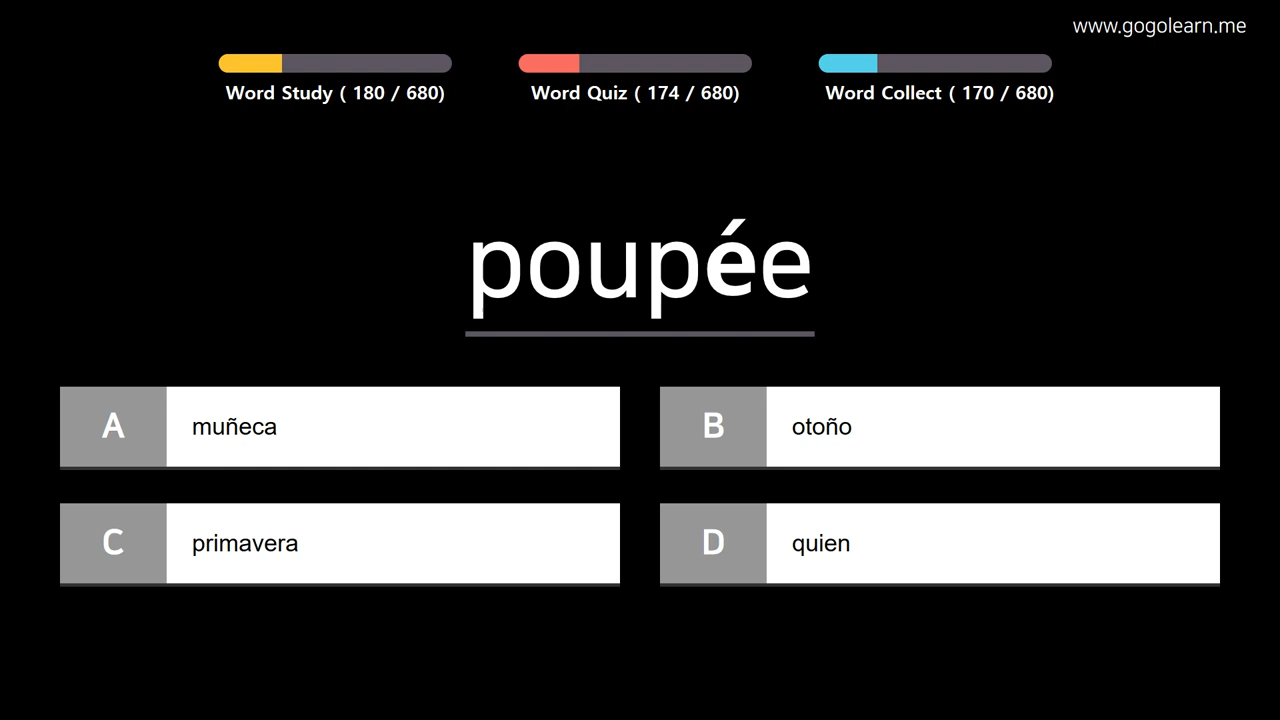 www.gogolearn.me
Word Study ( 180 / 680)
Word Quiz ( 174 / 680)
Word Collect ( 170 / 680)
poupée
A muñeca
B otoño
C primavera
D quien